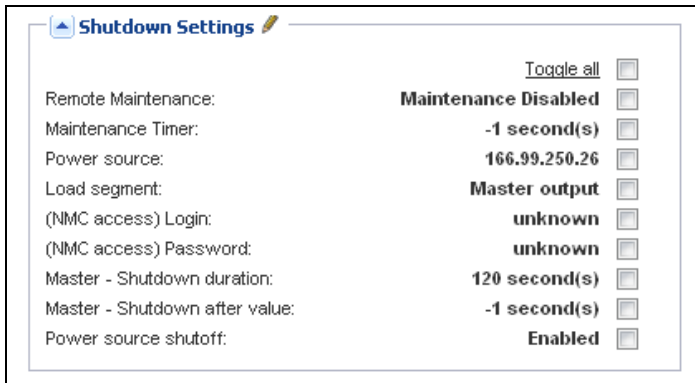 Shutdown Settings
Toggle all
Remote Maintenance: Maintenance Disabled
Maintenance Timer: -1 second(s)
Power source: 166.99.250.26
Load segment: Master output
(NMC access) Login: unknown
(NMC access) Password: unknown
Master - Shutdown duration: 120 second(s)
Master - Shutdown after value: -1 second(s)
Power source shutoff: Enabled